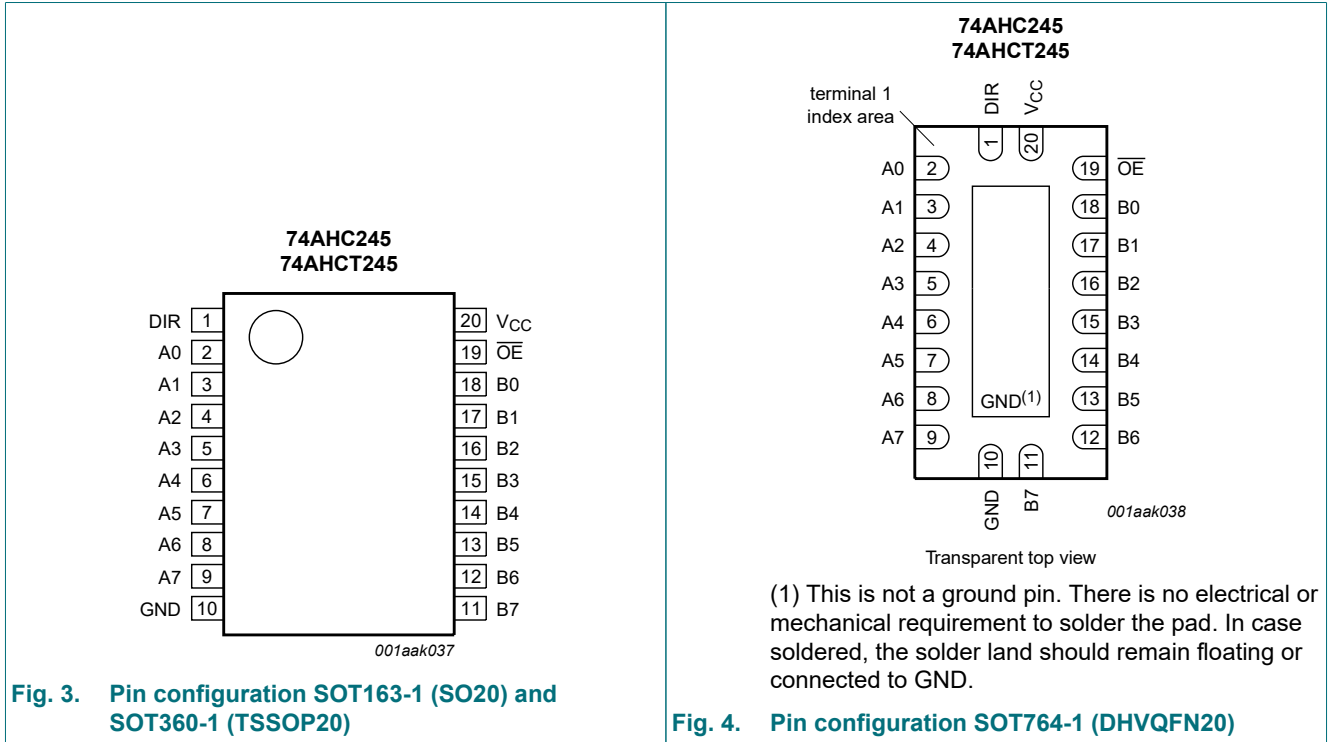 74AHC245
74AHCT245
DIR 1
20 VCC
A0 2
19 OE
A1 3
18 B0
A2 4
17 B1
A3 5
16 B2
A4 6
15 B3
A5 7
14 B4
A6 8
13 B5
A7 9
12 B6
GND 10
11 B7
001aak037
Fig. 3. Pin configuration SOT163-1 (SO20) and
SOT360-1 (TSSOP20)
74AHC245
74AHCT245
terminal 1
index area
DIR
VCC
1
20
A0 2
19 OE
A1 3
18 B0
A2 4
17 B1
A3 5
16 B2
A4 6
15 B3
A5 7
14 B4
A6 8
GND(1)
13 B5
A7 9
12 B6
10
11
GND
B7
001aak038
Transparent top view
(1) This is not a ground pin. There is no electrical or
mechanical requirement to solder the pad. In case
soldered, the solder land should remain floating or
connected to GND.
Fig. 4. Pin configuration SOT764-1 (DHVQFN20)